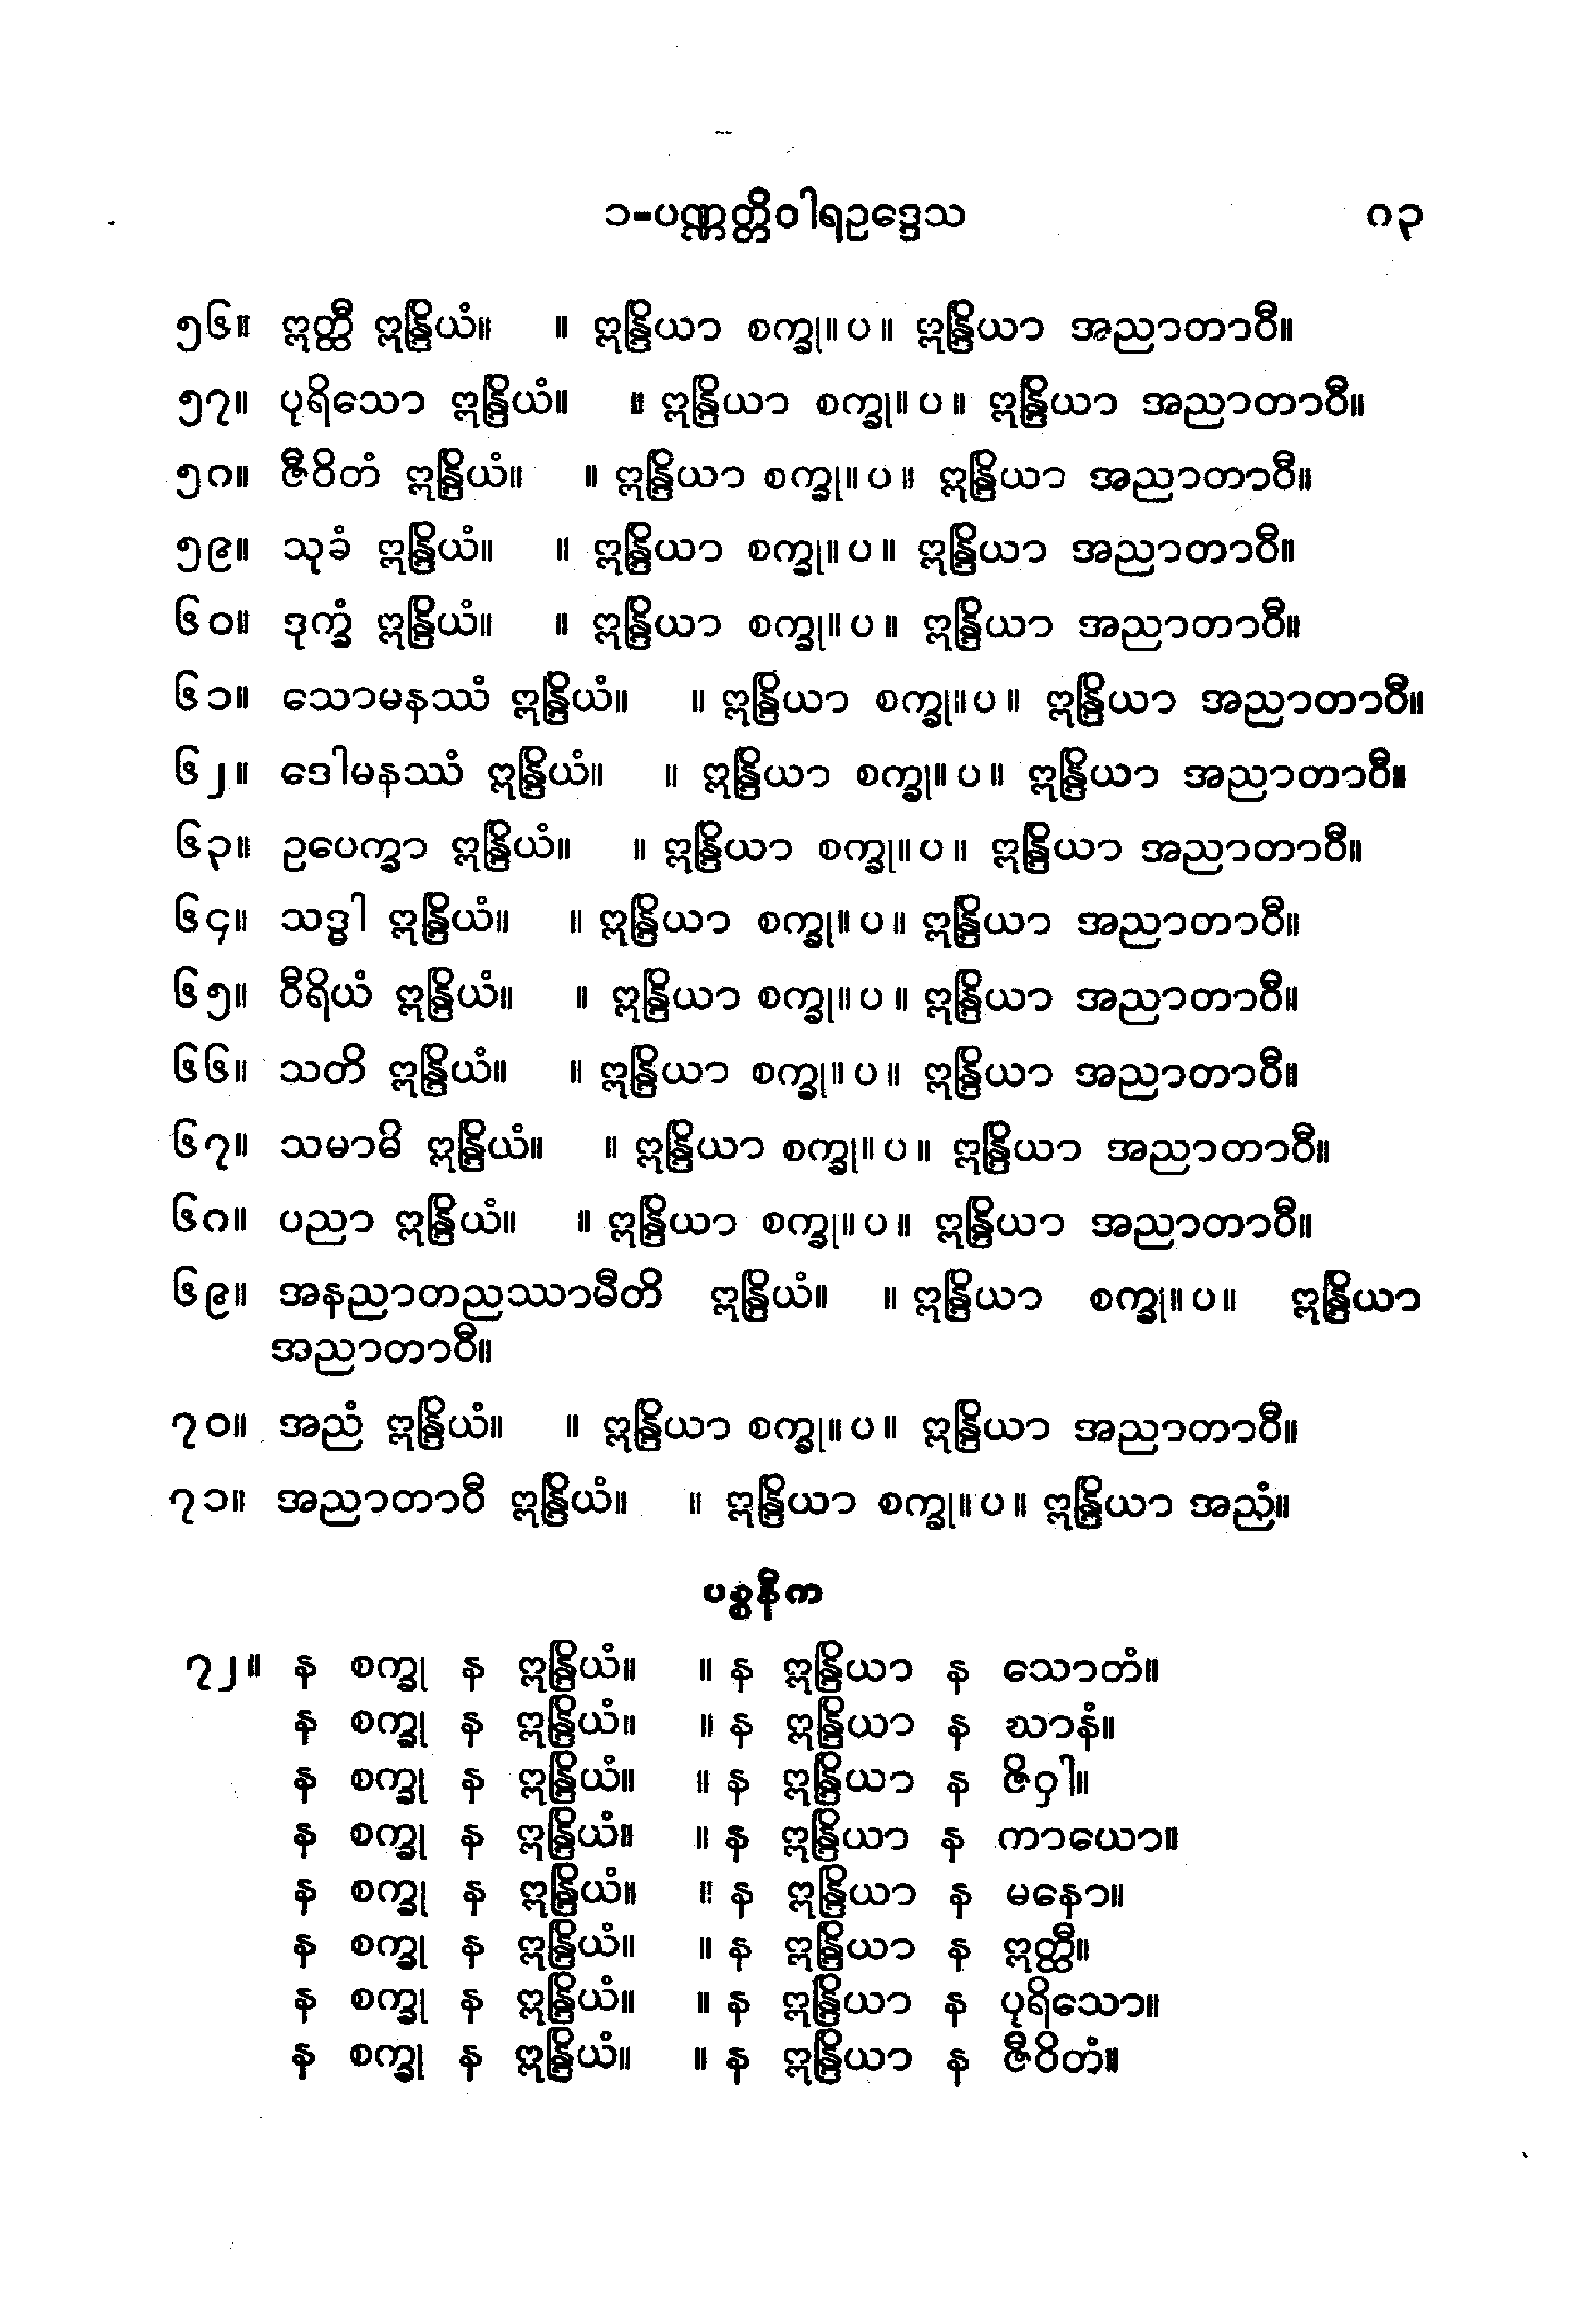 ၁-ပဏ္ဏတ္တိဝါရဥဒ္ဒေသ ၈၃
၅၆။ ဣတ္ထီ ဣန္ဒြိယံ။ ။ ဣန္ဒြိယာ စက္ခု။ ပ။ ဣန္ဒြိယာ အညာတာဝီ။
၅၇။ ပုရိသော ဣန္ဒြိယံ။ ။ ဣန္ဒြိယာ စက္ခု။ ပ။ ဣန္ဒြိယာ အညာတာဝီ။
၅၈။ ဇီဝိတံ ဣန္ဒြိယံ။ ။ ဣန္ဒြိယာ စက္ခု။ ပ။ ဣန္ဒြိယာ အညာတာဝီ။
၅၉။ သုခံ ဣန္ဒြိယံ။ ။ ဣန္ဒြိယာ စက္ခု။ ပ။ ဣန္ဒြိယာ အညာတာဝီ။
၆၀။ ဒုက္ခံ ဣန္ဒြိယံ။ ။ ဣန္ဒြိယာ စက္ခု။ ပ။ ဣန္ဒြိယာ အညာတာဝီ။
၆၁။ သောမနဿံ ဣန္ဒြိယံ။ ။ ဣန္ဒြိယာ စက္ခု။ ပ။ ဣန္ဒြိယာ အညာတာဝီ။
၆၂။ ဒေါမနဿံ ဣန္ဒြိယံ။ ။ ဣန္ဒြိယာ စက္ခု။ ပ။ ဣန္ဒြိယာ အညာတာဝီ။
၆၃။ ဥပေက္ခာ ဣန္ဒြိယံ။ ။ ဣန္ဒြိယာ စက္ခု။ ပ။ ဣန္ဒြိယာ အညာတာဝီ။
၆၄။ သဒ္ဓါ ဣန္ဒြိယံ။ ။ ဣန္ဒြိယာ စက္ခု။ ပ။ ဣန္ဒြိယာ အညာတာဝီ။
၆၅။ ဝီရိယံ ဣန္ဒြိယံ။ ။ ဣန္ဒြိယာ စက္ခု။ ပ။ ဣန္ဒြိယာ အညာတာဝီ။
၆၆။ သတိ ဣန္ဒြိယံ။ ။ ဣန္ဒြိယာ စက္ခု။ ပ။ ဣန္ဒြိယာ အညာတာဝီ။
၆၇။ သမာဓိ ဣန္ဒြိယံ။ ။ ဣန္ဒြိယာ စက္ခု။ ပ။ ဣန္ဒြိယာ အညာတာဝီ။
၆၈။ ပညာ ဣန္ဒြိယံ။ ။ ဣန္ဒြိယာ စက္ခု။ ပ။ ဣန္ဒြိယာ အညာတာဝီ။
၆၉။ အနညာတညဿာမီတိ ဣန္ဒြိယံ။ ။ ဣန္ဒြိယာ စက္ခု။ ပ။ ဣန္ဒြိယာ
အညာတာဝီ။
၇၀။ အညံ ဣန္ဒြိယံ။ ။ ဣန္ဒြိယာ စက္ခု။ ပ။ ဣန္ဒြိယာ အညာတာဝီ။
၇၁။ အညာတာဝီ ဣန္ဒြိယံ။ ။ ဣန္ဒြိယာ စက္ခု။ ပ။ ဣန္ဒြိယာ အညံ။
ပစ္စနီက
၇၂။ န စက္ခု န ဣန္ဒြိယံ။ ။ န ဣန္ဒြိယာ န သောတံ။
န စက္ခု န ဣန္ဒြိယံ။ ။ န ဣန္ဒြိယာ န ဃာနံ။
န စက္ခု န ဣန္ဒြိယံ။ ။ န ဣန္ဒြိယာ န ဇိဝှါ။
န စက္ခု န ဣန္ဒြိယံ။ ။ န ဣန္ဒြိယာ န ကာယော။
န စက္ခု န ဣန္ဒြိယံ။ ။ န ဣန္ဒြိယာ န မနော။
န စက္ခု န ဣန္ဒြိယံ။ ။ န ဣန္ဒြိယာ န ဣတ္ထီ။
န စက္ခု န ဣန္ဒြိယံ။ ။ န ဣန္ဒြိယာ န ပုရိသော။
န စက္ခု န ဣန္ဒြိယံ။ ။ န ဣန္ဒြိယာ န ဇီဝိတံ။